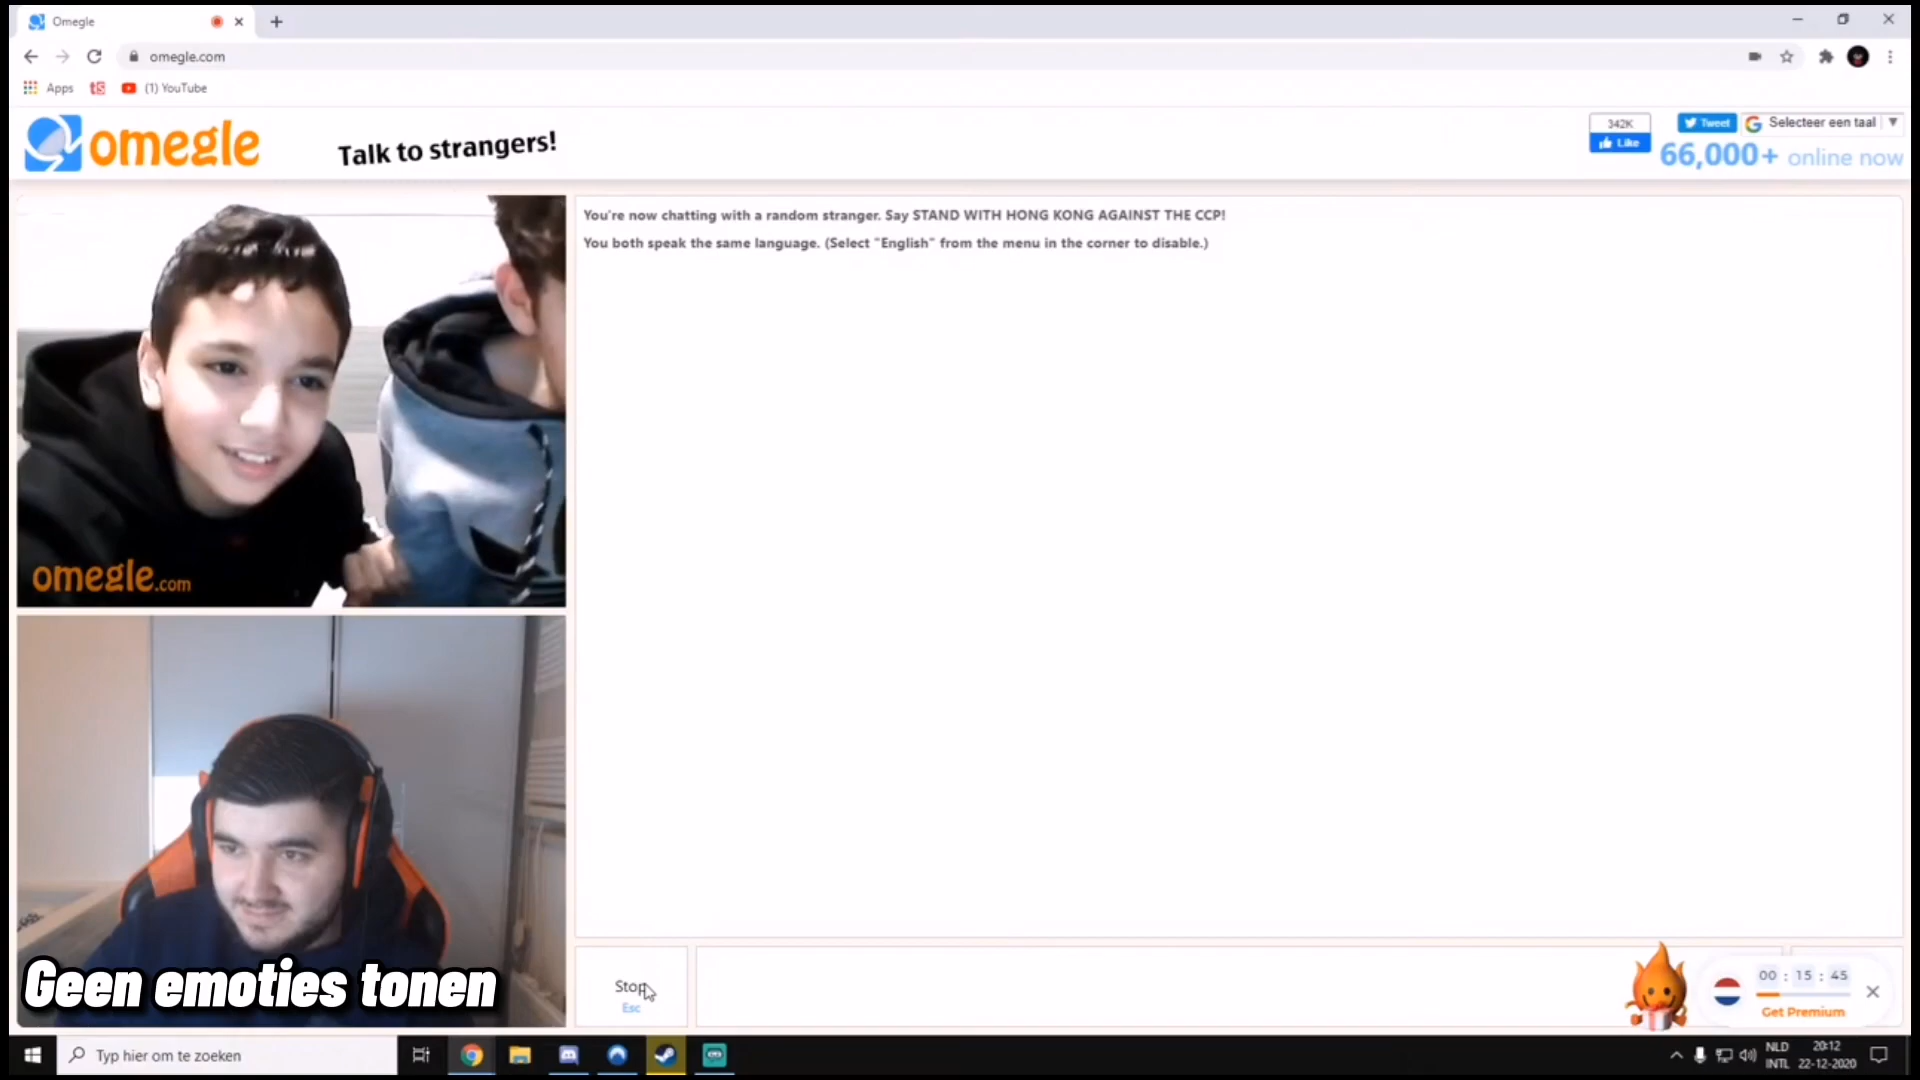 Omegle
omegle.com
Apps
(1) YouTube
omegle
Talk to strangers!
342K
Like
Tweet
Selecteer een taal
66,000+ online now
You're now chatting with a random stranger. Say STAND WITH HONG KONG AGAINST THE CCP!
You both speak the same language. (Select "English" from the menu in the corner to disable.)
omegle.com
Geen emoties tonen
Stop
Esc
00 : 15 : 45
Get Premium
Typ hier om te zoeken
NLD
INTL
20:12
22-12-2020